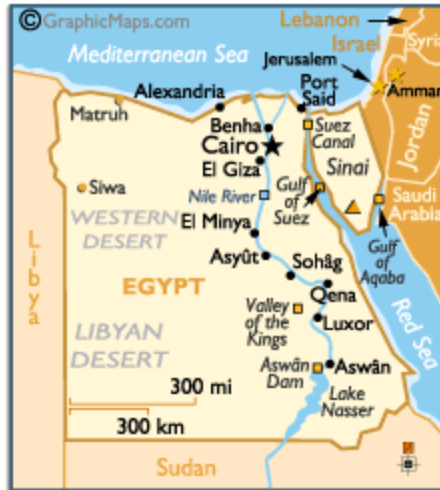 ©GraphicMaps.com
Lebanon
Mediterranean Sea
Israel
Syria
Jerusalem
Amman
Alexandria
Port
Said
Matruh
Benha
Suez
Canal
Cairo
Jordan
El Giza
Sinai
Siwa
Nile River
Gulf
of
Suez
Saudi
Arabia
WESTERN
DESERT
El Minya
Gulf
of
Aqaba
Libya
Asyût
Sohâg
EGYPT
Qena
Red Sea
Valley
of the
Kings
Luxor
LIBYAN
DESERT
Aswân
Dam
Aswân
300 mi
Lake
Nasser
300 km
Sudan